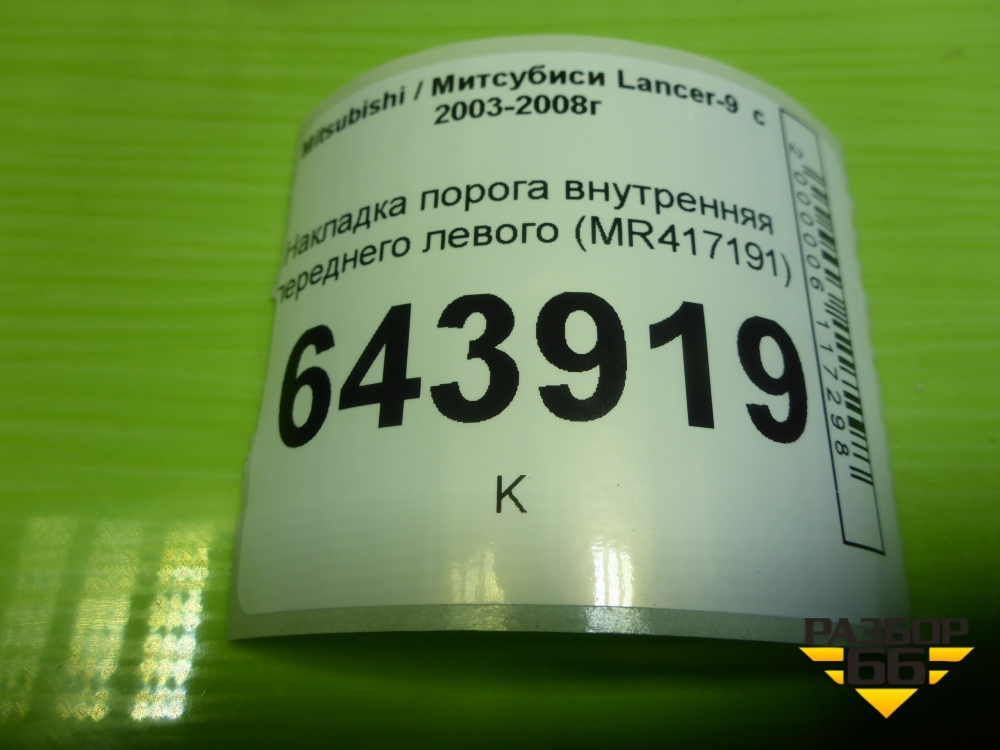 Mitsubishi / Митсубиси Lancer-9 с
2003-2008г
Накладка порога внутренняя
переднего левого (MR417191)
643919
К
2000006117298
РАЗБОР
66